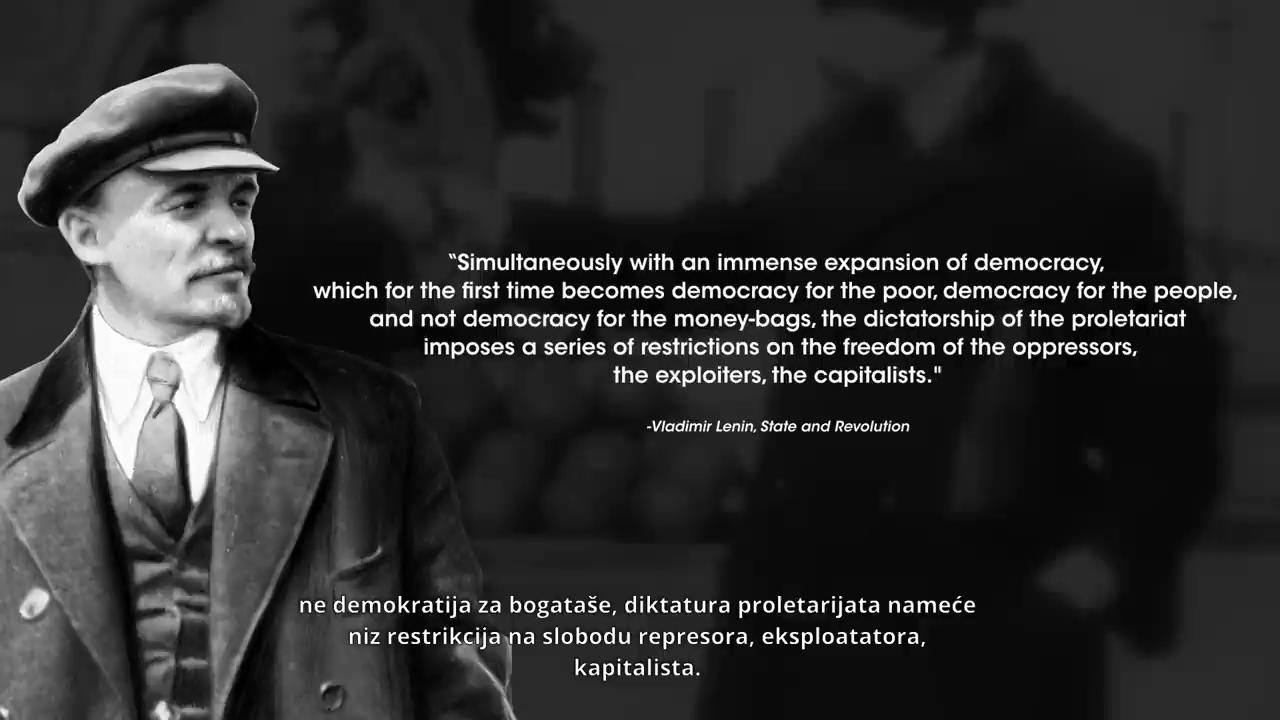 “Simultaneously with an immense expansion of democracy,
which for the first time becomes democracy for the poor, democracy for the people,
and not democracy for the money-bags, the dictatorship of the proletariat
imposes a series of restrictions on the freedom of the oppressors,
the exploiters, the capitalists."
-Vladimir Lenin, State and Revolution
ne demokratija za bogataše, diktatura proletarijata nameće
niz restrikcija na slobodu represora, eksploatatora,
kapitalista.